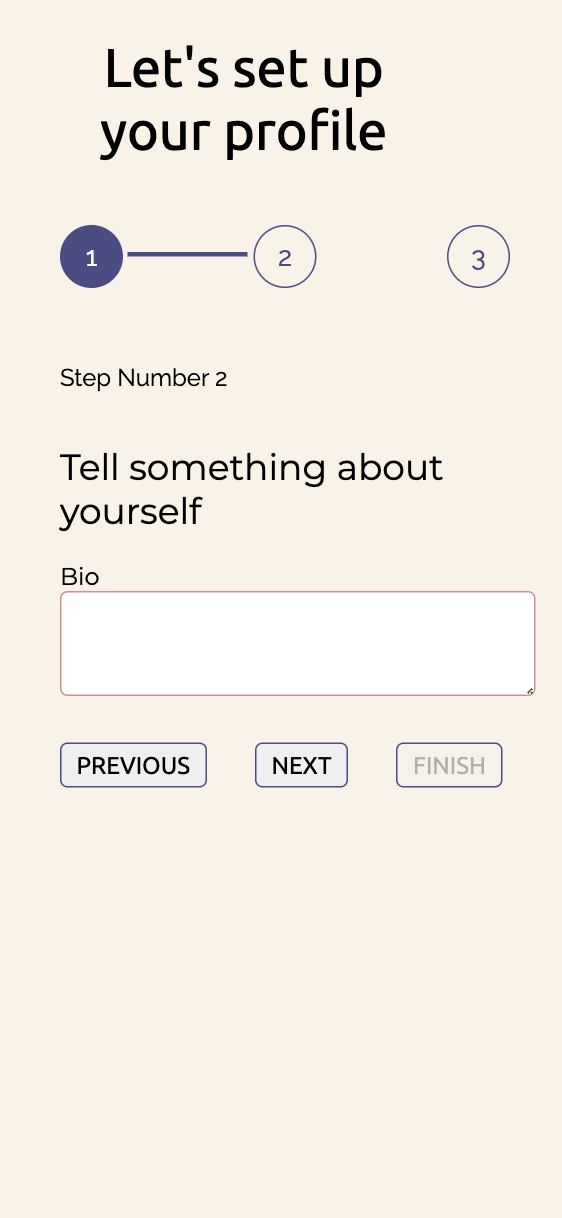 Let's set up
your profile
1
2
3
Step Number 2
Tell something about
yourself
Bio
PREVIOUS
NEXT
FINISH